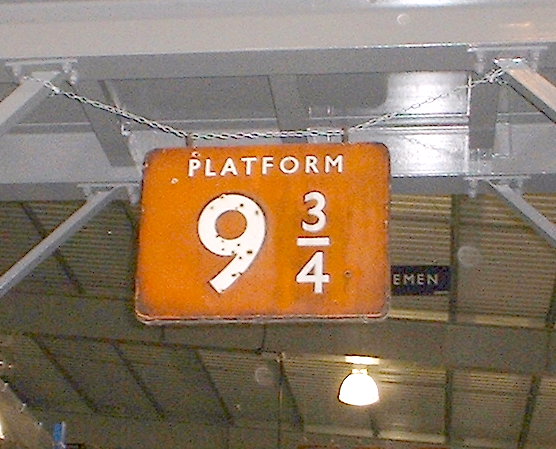 PLATFORM
9 3/4
EMEN